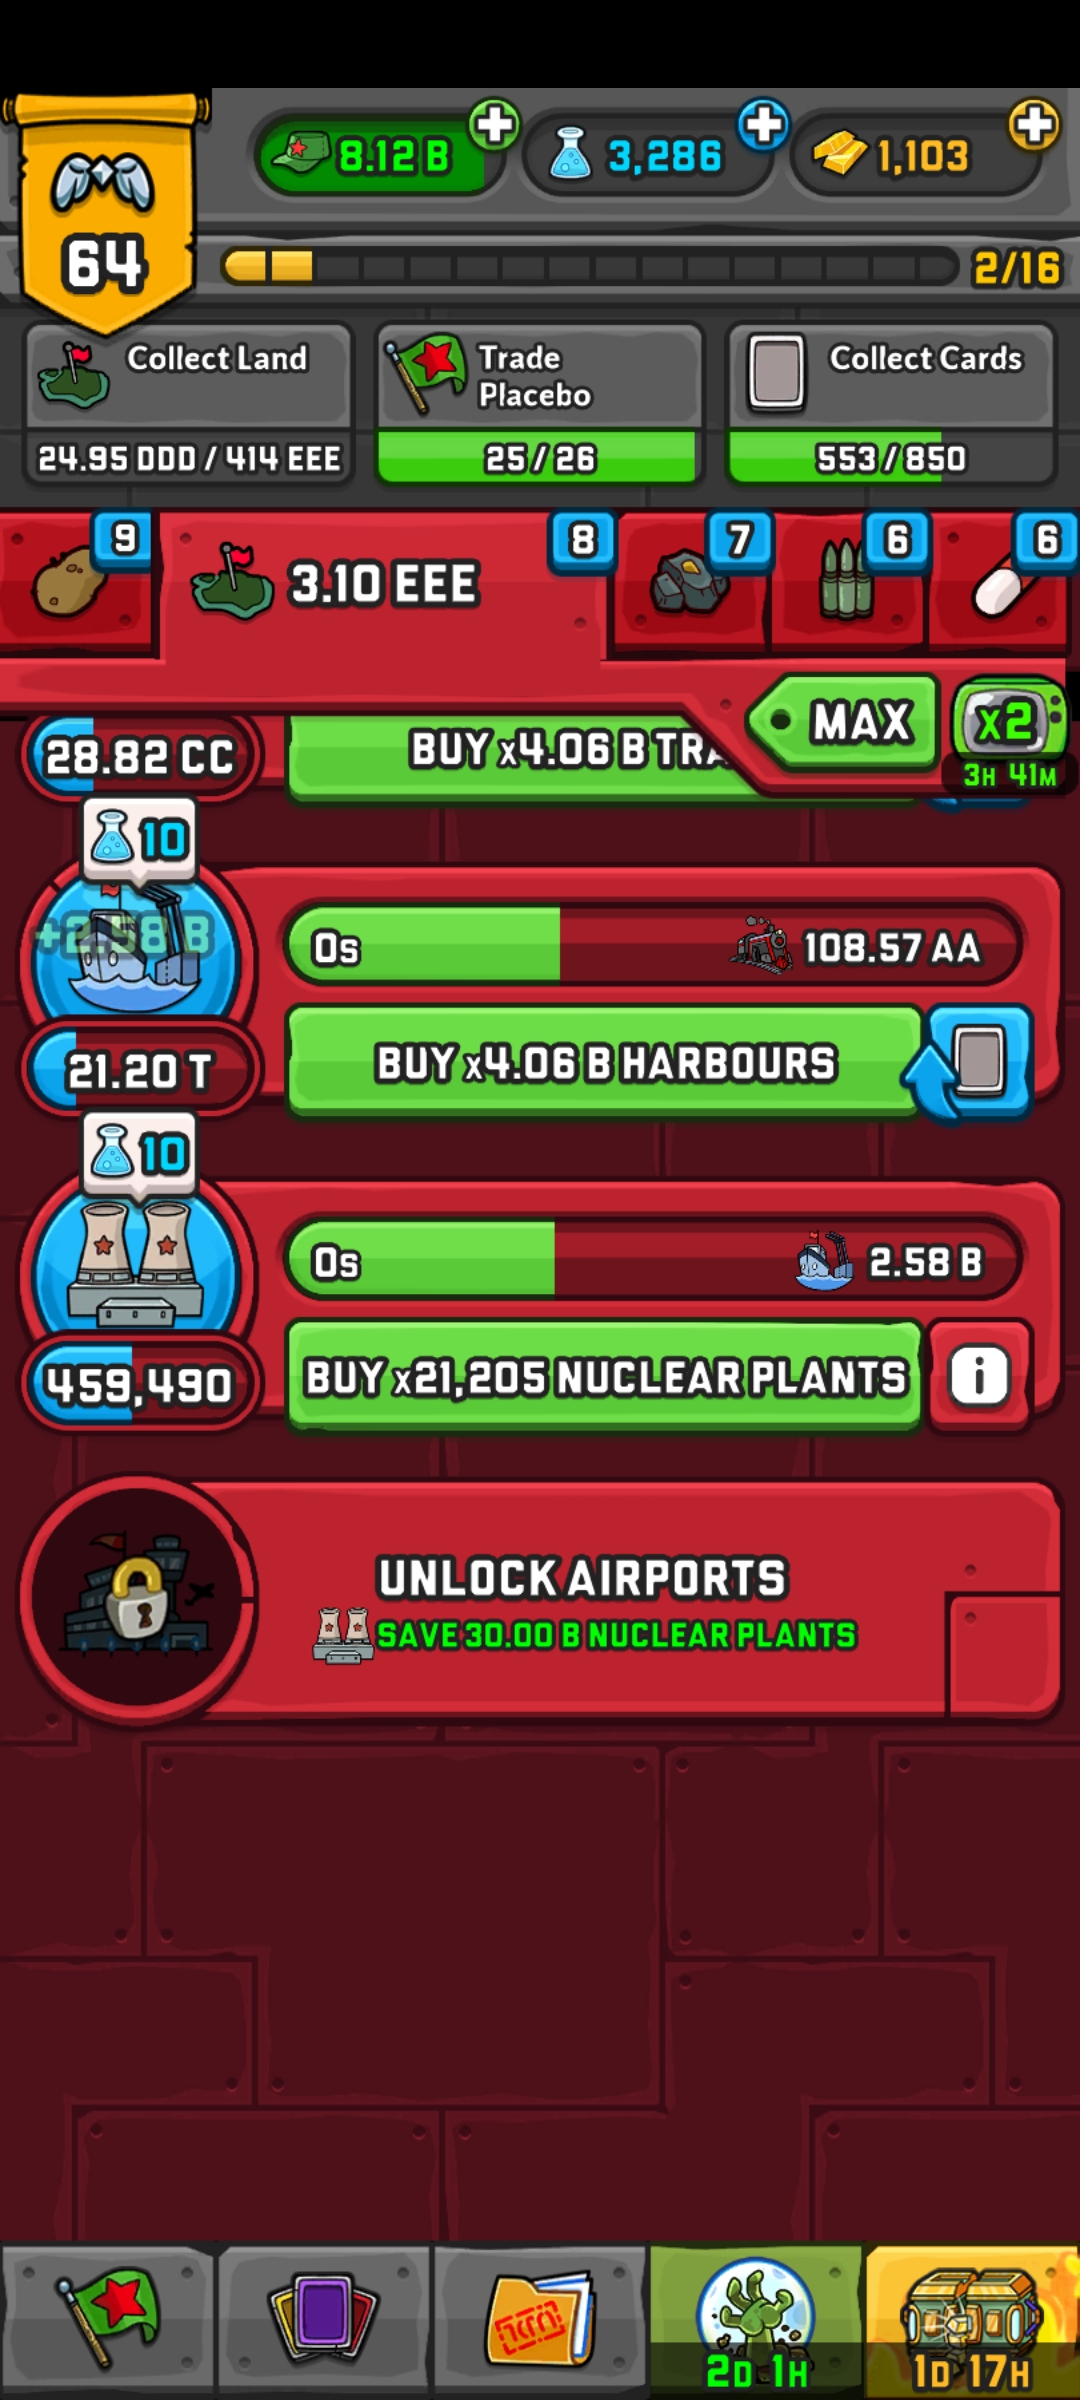 8.12 B
3,286
1,103
64
2/16
Collect Land
24.95 DDD / 414 EEE
Trade
Placebo
25 / 26
Collect Cards
553 / 850
9
3.10 EEE
8
7
6
6
MAX
x2
3H 41M
28.82 CC
BUY x4.06 B
10
+2.58 B
0s
108.57 AA
21.20 T
BUY x4.06 B HARBOURS
10
0s
2.58 B
459,490
BUY x21,205 NUCLEAR PLANTS
i
UNLOCK AIRPORTS
SAVE 30.00 B NUCLEAR PLANTS
2D 1H
1D 17H